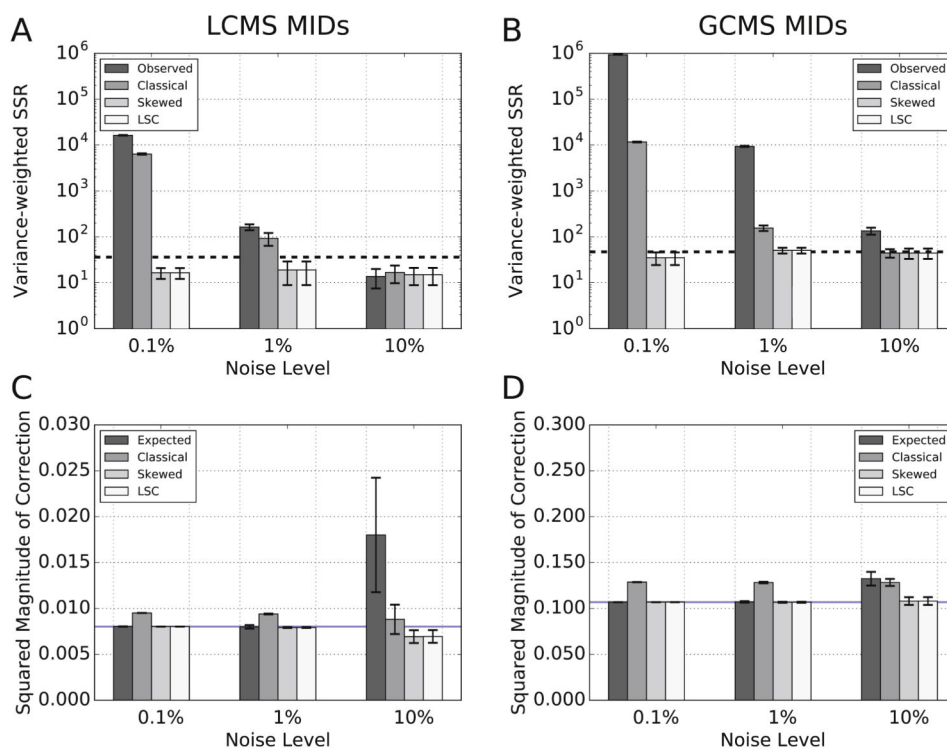 A
LCMS MIDs
10^6
10^5
10^4
10^3
10^2
10^1
10^0
Variance-weighted SSR
Observed
Classical
Skewed
LSC
0.1%
1%
10%
Noise Level
B
GCMS MIDs
10^6
10^5
10^4
10^3
10^2
10^1
10^0
Variance-weighted SSR
Observed
Classical
Skewed
LSC
0.1%
1%
10%
Noise Level
C
0.030
0.025
0.020
0.015
0.010
0.005
0.000
Squared Magnitude of Correction
Expected
Classical
Skewed
LSC
0.1%
1%
10%
Noise Level
D
0.300
0.250
0.200
0.150
0.100
0.050
0.000
Squared Magnitude of Correction
Expected
Classical
Skewed
LSC
0.1%
1%
10%
Noise Level